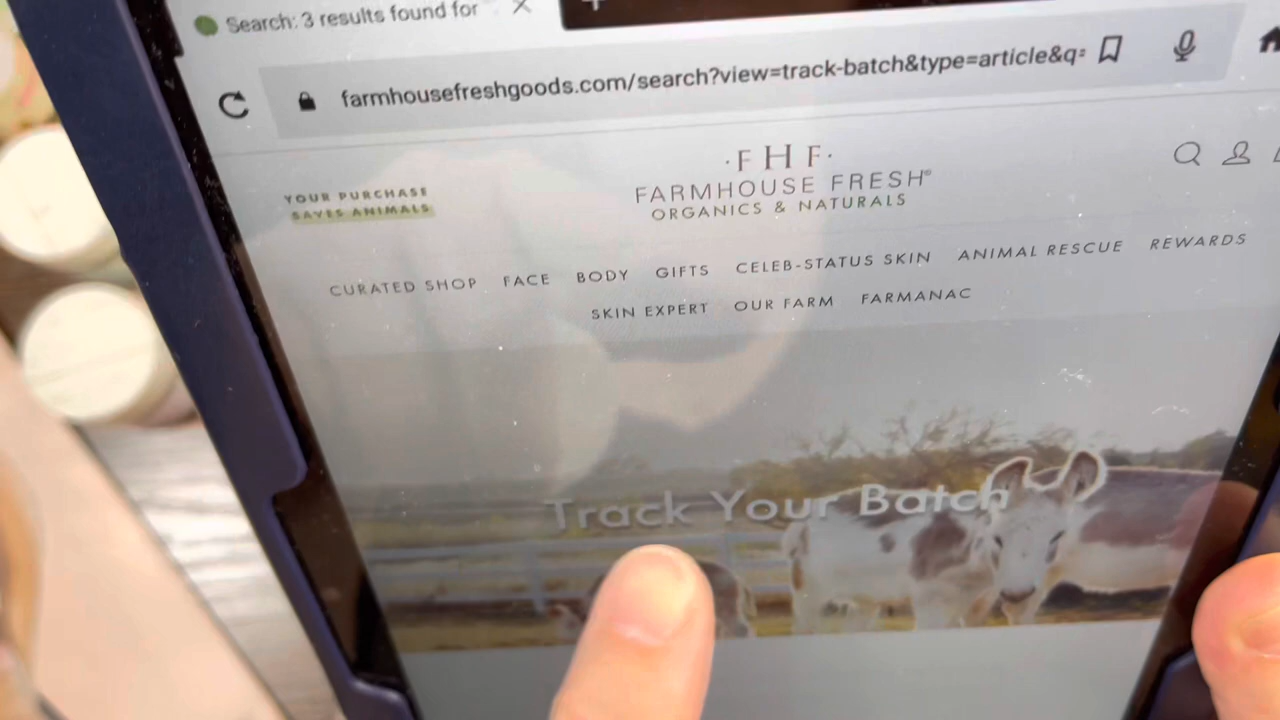 Search: 3 results found for
farmhousefreshgoods.com/search?view=track-batch&type=article&q=
YOUR PURCHASE
SAVES ANIMALS
·F H F·
FARMHOUSE FRESH®
ORGANICS & NATURALS
CURATED SHOP FACE BODY GIFTS CELEB-STATUS SKIN ANIMAL RESCUE REWARDS
SKIN EXPERT OUR FARM FARMANAC
Track Your Batch